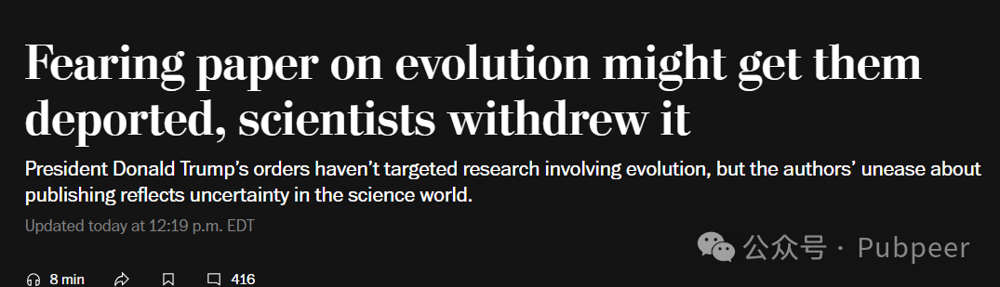 Fearing paper on evolution might get them
deported, scientists withdrew it
President Donald Trump’s orders haven’t targeted research involving evolution, but the authors’ unease about
publishing reflects uncertainty in the science world.
Updated today at 12:19 p.m. EDT
公众号 · Pubpeer
8 min
416